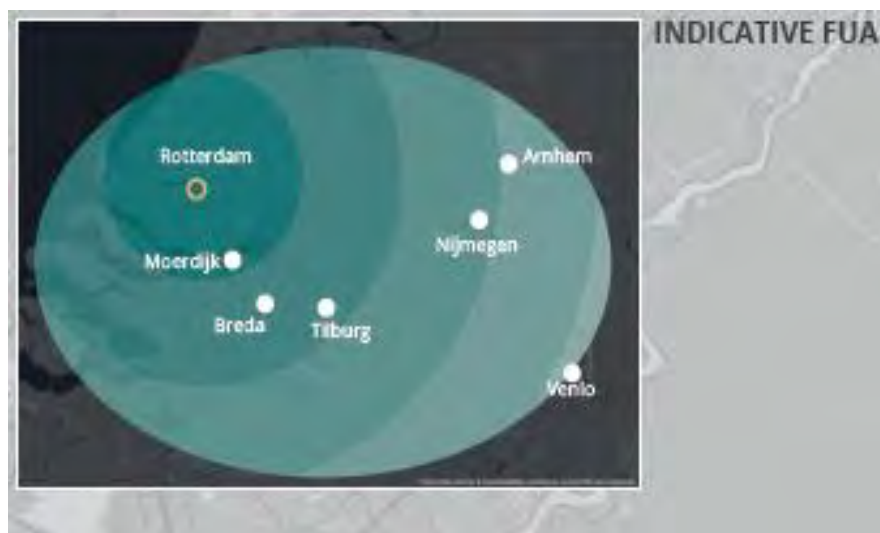 INDICATIVE FUA
Rotterdam
Arnhem
Nijmegen
Moerdijk
Breda
Tilburg
Venlo